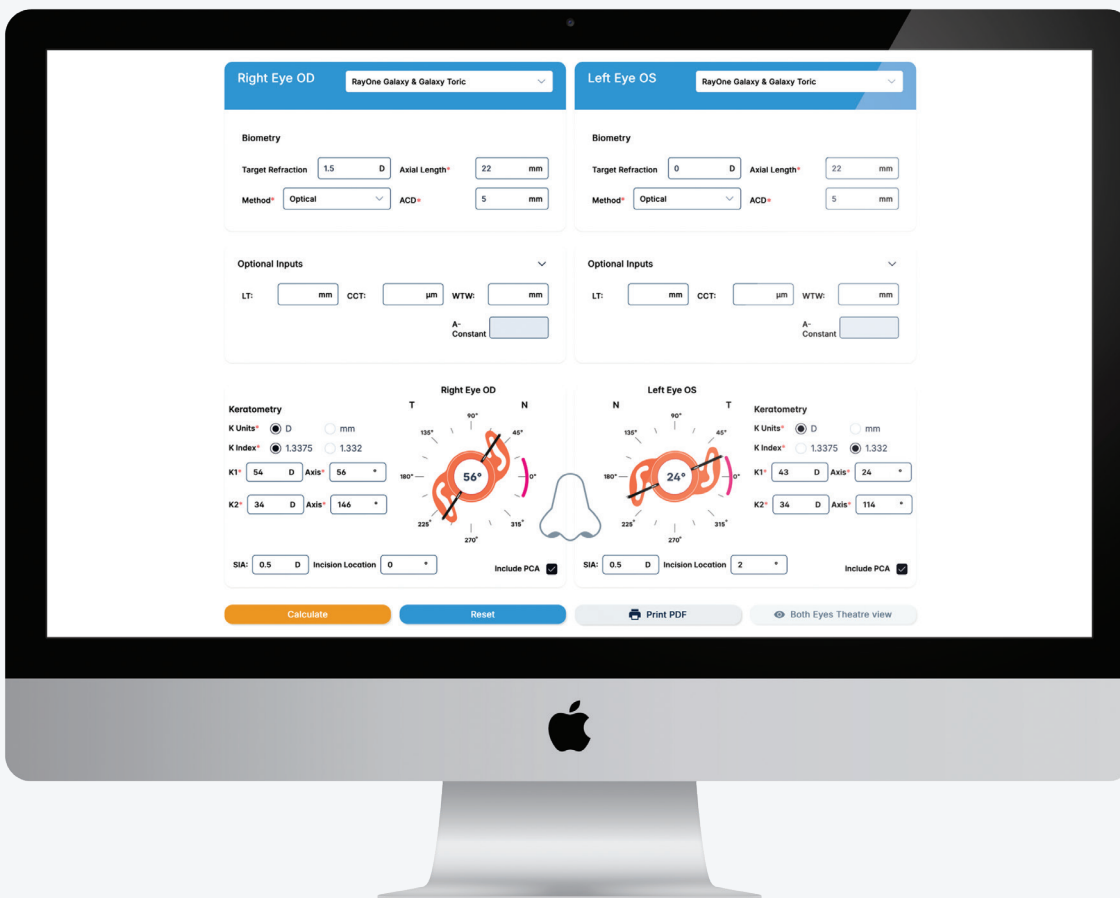 Right Eye OD RayOne Galaxy & Galaxy Toric
Biometry
Target Refraction 1.5 D Axial Length* 22 mm
Method* Optical ACD* 5 mm
Optional Inputs
LT: mm CCT: µm WTW: mm
A-
Constant
Right Eye OD
T N
Keratometry
K Units* D mm
K Index* 1.3375 1.332
K1* 54 D Axis* 56 °
K2* 34 D Axis* 146 °
90°
135° 45°
180° 56° 0°
225° 315°
270°
SIA: 0.5 D Incision Location 0 °
Include PCA
Left Eye OS RayOne Galaxy & Galaxy Toric
Biometry
Target Refraction 0 D Axial Length* 22 mm
Method* Optical ACD* 5 mm
Optional Inputs
LT: mm CCT: µm WTW: mm
A-
Constant
Left Eye OS
N T
90°
135° 45°
180° 24° 0°
225° 315°
270°
Keratometry
K Units* D mm
K Index* 1.3375 1.332
K1* 43 D Axis* 24 °
K2* 34 D Axis* 114 °
SIA: 0.5 D Incision Location 2 °
Include PCA
Calculate Reset Print PDF Both Eyes Theatre view